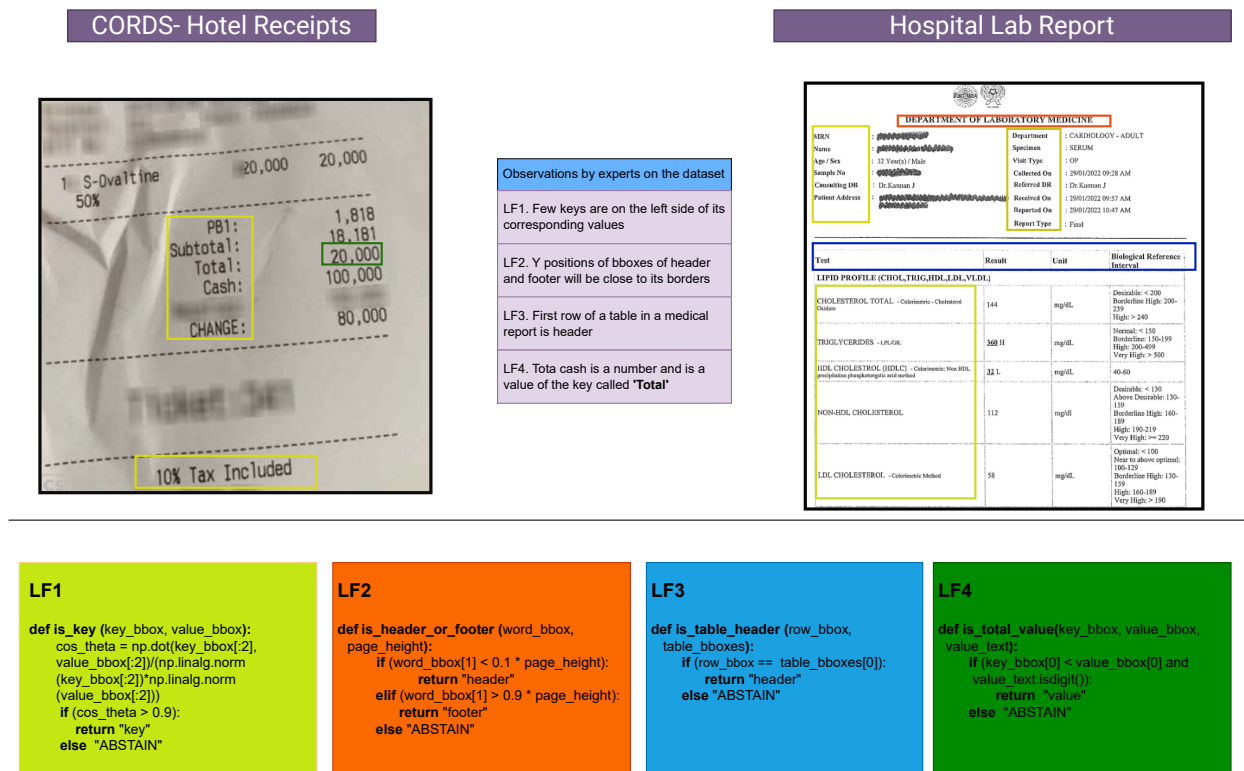 CORDS- Hotel Receipts
Hospital Lab Report
1 S-Ovaltine 20,000 20,000
50%
PB1: 1,818
Subtotal: 18,181
Total: 20,000
Cash: 100,000
CHANGE: 80,000
10% Tax Included
Observations by experts on the dataset
LF1. Few keys are on the left side of its
corresponding values
LF2. Y positions of bboxes of header
and footer will be close to its borders
LF3. First row of a table in a medical
report is header
LF4. Tota cash is a number and is a
value of the key called 'Total'
DEPARTMENT OF LABORATORY MEDICINE
MRN : Department : CARDIOLOGY - ADULT
Name : Specimen : SERUM
Age / Sex : 32 Year(s) / Male Visit Type : OP
Sample No : Collected On : 29/01/2022 09:28 AM
Consulting DR : Dr.Kannan J Referred DR : Dr.Kannan J
Patient Address : Received On : 29/01/2022 09:57 AM
Reported On : 29/01/2022 10:47 AM
Report Type : Final
Test Result Unit Biological Reference
Interval
LIPID PROFILE (CHOL,TRIG,HDL,LDL,VLDL)
CHOLESTEROL TOTAL - Colorimetric - Cholesterol
Oxidase
144 mg/dL
Desirable: < 200
Borderline High: 200-
239
High: > 240
TRIGLYCERIDES
360 H mg/dL
Normal: < 150
Borderline: 150-199
High: 200-499
Very High: > 500
HDL CHOLESTROL (HDLC) - Colorimetric: Non HDL
precipitation phosphotungstic acid method
32 L mg/dL 40-60
NON-HDL CHOLESTEROL
112 mg/dl
Desirable: < 130
Above Desirable: 130-
159
Borderline High: 160-
189
High: 190-219
Very High: >= 220
LDL CHOLESTEROL - Colorimetric Method
58 mg/dL
Optimal: < 100
Near to above optimal:
100-129
Borderline High: 130-
159
High: 160-189
Very High: > 190
LF1
def is_key (key_bbox, value_bbox):
cos_theta = np.dot(key_bbox[:2],
value_bbox[:2])/(np.linalg.norm
(key_bbox[:2])*np.linalg.norm
(value_bbox[:2]))
if (cos_theta > 0.9):
return "key"
else "ABSTAIN"
LF2
def is_header_or_footer (word_bbox,
page_height):
if (word_bbox[1] < 0.1 * page_height):
return "header"
elif (word_bbox[1] > 0.9 * page_height):
return "footer"
else "ABSTAIN"
LF3
def is_table_header (row_bbox,
table_bboxes):
if (row_bbox == table_bboxes[0]):
return "header"
else "ABSTAIN"
LF4
def is_total_value(key_bbox, value_bbox,
value_text):
if (key_bbox[0] < value_bbox[0] and
value_text.isdigit()):
return "value"
else "ABSTAIN"